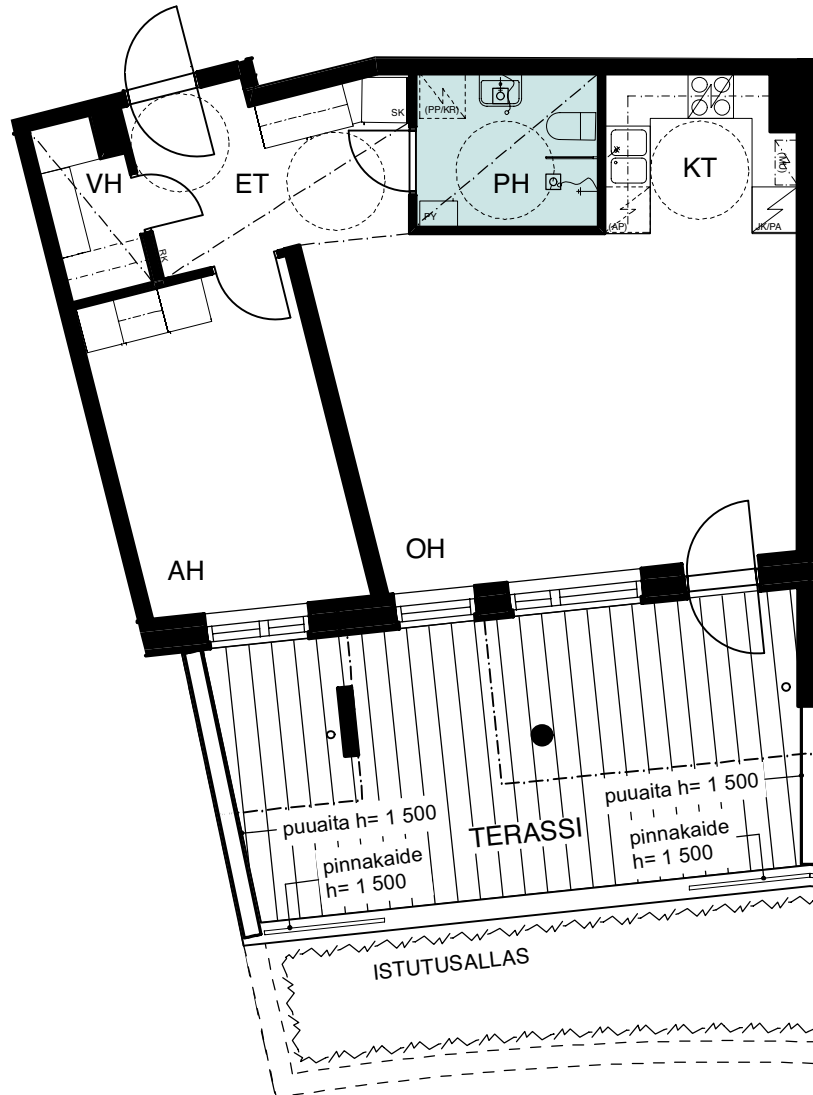 SK
(PP/KR)
VH
ET
PH
KT
(MU)
PY
(AP)
JK/PA
RK
AH
OH
puuaita h= 1 500
puuaita h= 1 500
TERASSI
pinnakaide
h= 1 500
pinnakaide
h= 1 500
ISTUTUSALLAS